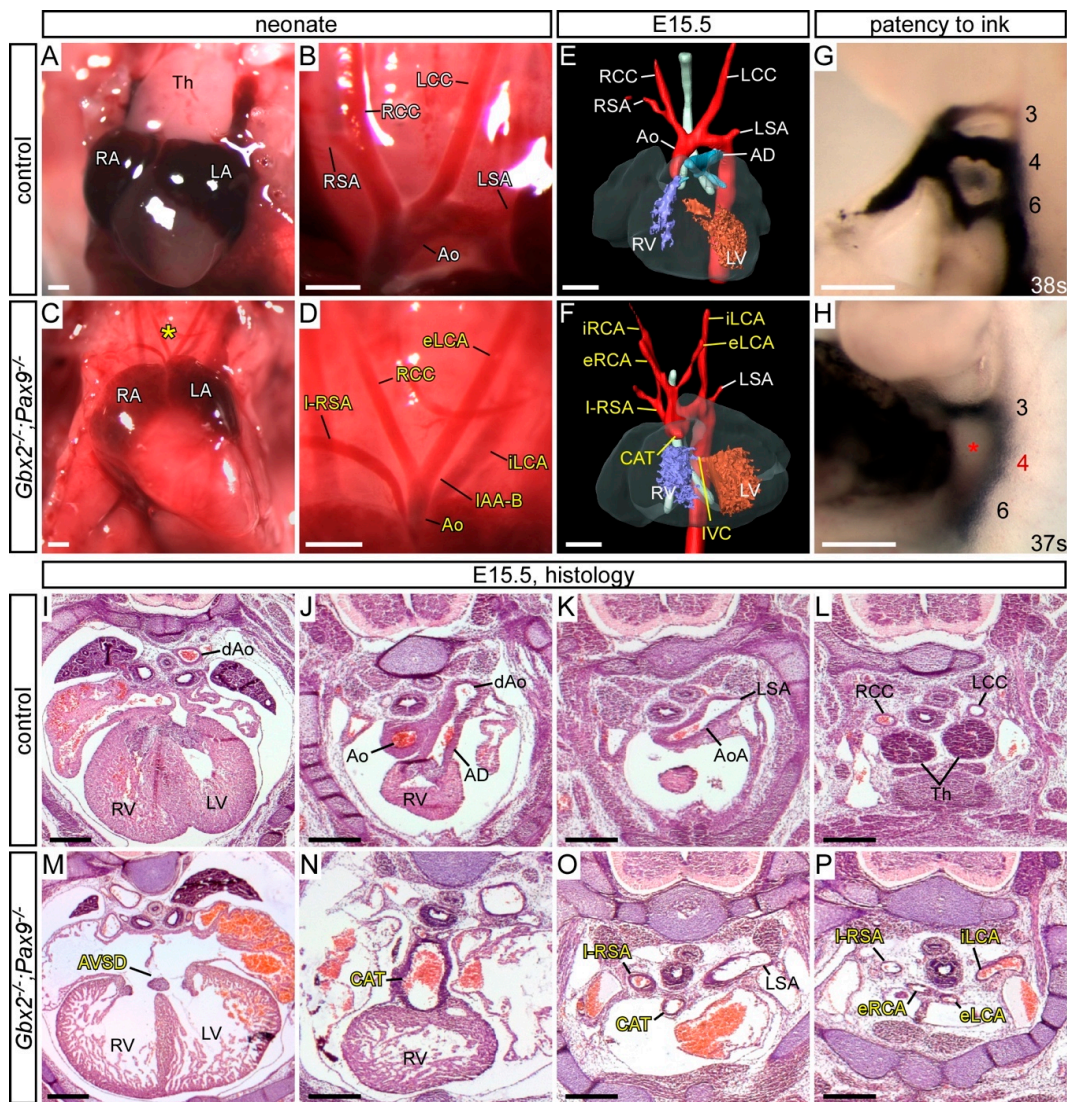 neonate
E15.5
patency to ink
control
A
Th
RA
LA
B
LCC
RCC
RSA
LSA
Ao
E
RCC
LCC
RSA
LSA
Ao
AD
RV
LV
G
3
4
6
38s
Gbx2-/-;Pax9-/-
C
*
RA
LA
D
eLCA
RCC
I-RSA
iLCA
IAA-B
Ao
F
iRCA
iLCA
eRCA
eLCA
LSA
I-RSA
CAT
RV
LV
IVC
H
3
*
4
6
37s
E15.5, histology
control
I
dAo
RV
LV
J
dAo
Ao
AD
RV
K
LSA
AoA
L
RCC
LCC
Th
Gbx2-/-;Pax9-/-
M
AVSD
RV
LV
N
CAT
RV
O
I-RSA
LSA
CAT
P
I-RSA
iLCA
eRCA
eLCA